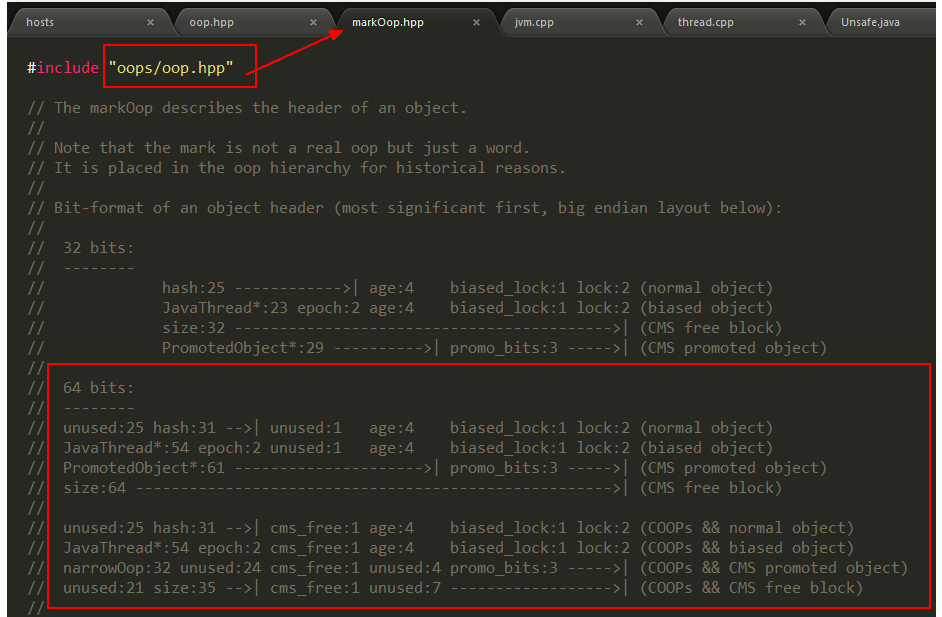 hosts × oop.hpp × markOop.hpp × jvm.cpp × thread.cpp × Unsafe.java
#include "oops/oop.hpp"
// The markOop describes the header of an object.
//
// Note that the mark is not a real oop but just a word.
// It is placed in the oop hierarchy for historical reasons.
//
// Bit-format of an object header (most significant first, big endian layout below):
//
//  32 bits:
//  --------
//             hash:25 ------------>| age:4    biased_lock:1 lock:2 (normal object)
//             JavaThread*:23 epoch:2 age:4    biased_lock:1 lock:2 (biased object)
//             size:32 ------------------------------------------>| (CMS free block)
//             PromotedObject*:29 ---------->| promo_bits:3 ----->| (CMS promoted object)
//
//  64 bits:
//  --------
//  unused:25 hash:31 -->| unused:1   age:4    biased_lock:1 lock:2 (normal object)
//  JavaThread*:54 epoch:2 unused:1   age:4    biased_lock:1 lock:2 (biased object)
//  PromotedObject*:61 --------------------->| promo_bits:3 ----->| (CMS promoted object)
//  size:64 ----------------------------------------------------->| (CMS free block)
//
//  unused:25 hash:31 -->| cms_free:1 age:4    biased_lock:1 lock:2 (COOPs && normal object)
//  JavaThread*:54 epoch:2 cms_free:1 age:4    biased_lock:1 lock:2 (COOPs && biased object)
//  narrowOop:32 unused:24 cms_free:1 unused:4 promo_bits:3 ----->| (COOPs && CMS promoted object)
//  unused:21 size:35 -->| cms_free:1 unused:7 ------------------>| (COOPs && CMS free block)
//